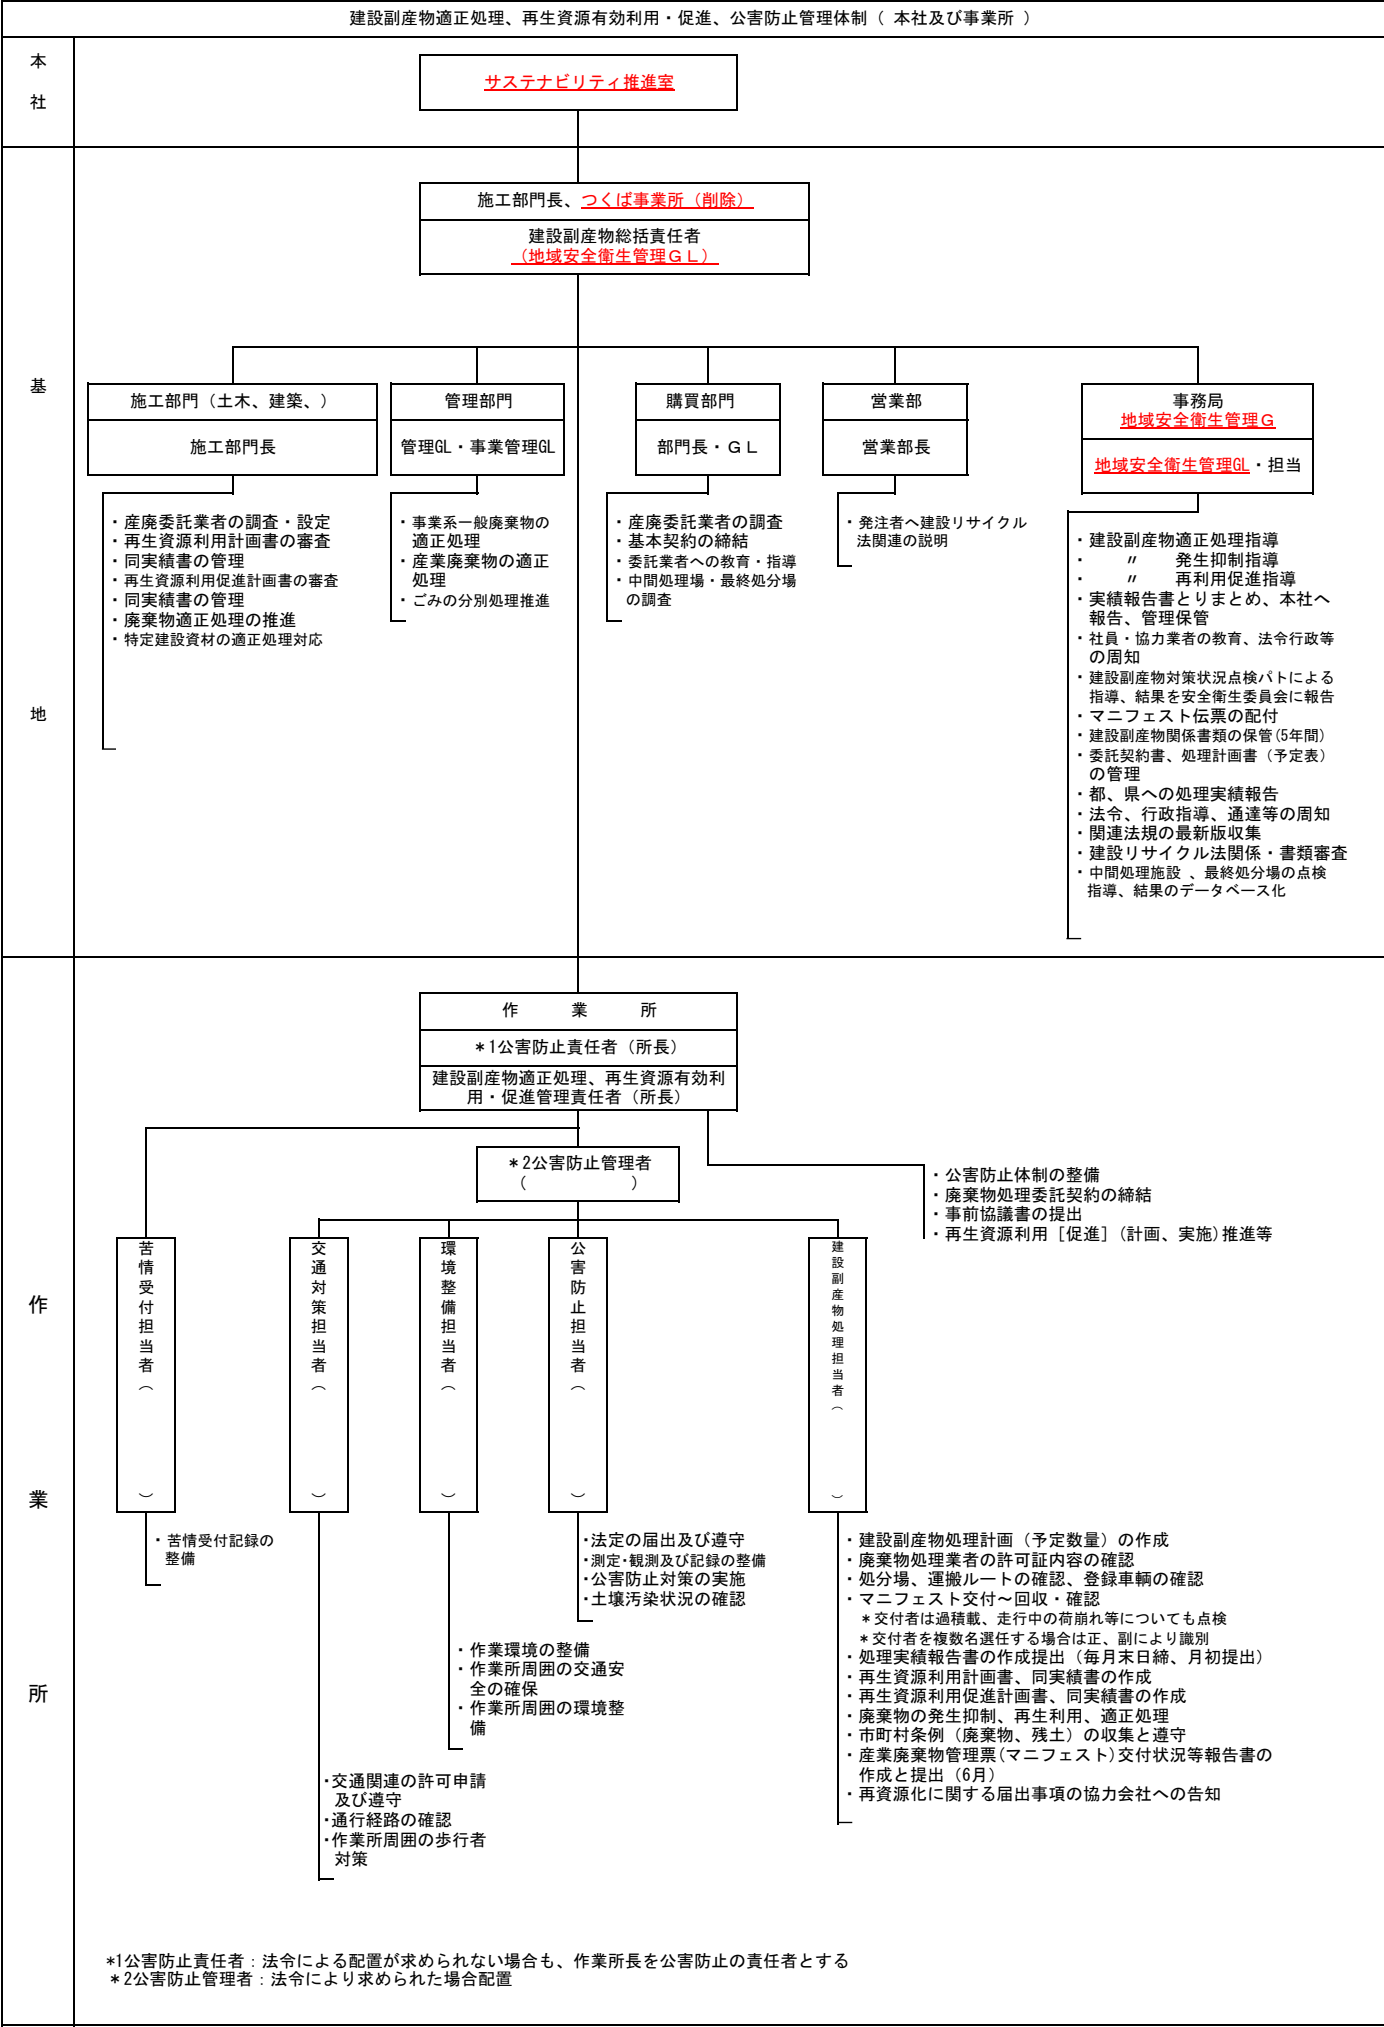 建設副産物適正処理、再生資源有効利用・促進、公害防止管理体制（ 本社及び事業所 ）
本
社
サステナビリティ推進室
基
地
施工部門長、つくば事業所（削除）
建設副産物総括責任者
（地域安全衛生管理ＧＬ）
施工部門（土木、建築、）
施工部門長
・産廃委託業者の調査・設定
・再生資源利用計画書の審査
・同実績書の管理
・再生資源利用促進計画書の審査
・同実績書の管理
・廃棄物適正処理の推進
・特定建設資材の適正処理対応
管理部門
管理GL・事業管理GL
・事業系一般廃棄物の
適正処理
・産業廃棄物の適正
処理
・ごみの分別処理推進
購買部門
部門長・ＧＬ
・産廃委託業者の調査
・基本契約の締結
・委託業者への教育・指導
・中間処理場・最終処分場
の調査
営業部
営業部長
・発注者へ建設リサイクル
法関連の説明
事務局
地域安全衛生管理Ｇ
地域安全衛生管理GL・担当
・建設副産物適正処理指導
・　〃　　発生抑制指導
・　〃　　再利用促進指導
・実績報告書とりまとめ、本社へ
報告、管理保管
・社員・協力業者の教育、法令行政等
の周知
・建設副産物対策状況点検パトによる
指導、結果を安全衛生委員会に報告
・マニフェスト伝票の配付
・建設副産物関係書類の保管(5年間)
・委託契約書、処理計画書（予定表）
の管理
・都、県への処理実績報告
・法令、行政指導、通達等の周知
・関連法規の最新版収集
・建設リサイクル法関係・書類審査
・中間処理施設 、最終処分場の点検
指導、結果のデータベース化
作
業
所
作　　業　　所
＊1公害防止責任者（所長）
建設副産物適正処理、再生資源有効利
用・促進管理責任者（所長）
＊2公害防止管理者
（　　　　　　）
・公害防止体制の整備
・廃棄物処理委託契約の締結
・事前協議書の提出
・再生資源利用［促進］(計画、実施)推進等
苦情受付担当者（　　　）
・苦情受付記録の
整備
交通対策担当者（　　　）
・交通関連の許可申請
及び遵守
・通行経路の確認
・作業所周囲の歩行者
対策
環境整備担当者（　　　）
・作業環境の整備
・作業所周囲の交通安
全の確保
・作業所周囲の環境整
備
公害防止担当者（　　　）
・法定の届出及び遵守
・測定・観測及び記録の整備
・公害防止対策の実施
・土壌汚染状況の確認
建設副産物処理担当者（　　　）
・建設副産物処理計画（予定数量）の作成
・廃棄物処理業者の許可証内容の確認
・処分場、運搬ルートの確認、登録車輌の確認
・マニフェスト交付～回収・確認
＊交付者は過積載、走行中の荷崩れ等についても点検
＊交付者を複数名選任する場合は正、副により識別
・処理実績報告書の作成提出（毎月末日締、月初提出）
・再生資源利用計画書、同実績書の作成
・再生資源利用促進計画書、同実績書の作成
・廃棄物の発生抑制、再生利用、適正処理
・市町村条例（廃棄物、残土）の収集と遵守
・産業廃棄物管理票(マニフェスト)交付状況等報告書の
作成と提出（6月）
・再資源化に関する届出事項の協力会社への告知
*1公害防止責任者：法令による配置が求められない場合も、作業所長を公害防止の責任者とする
＊2公害防止管理者：法令により求められた場合配置